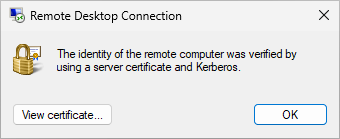 Remote Desktop Connection
The identity of the remote computer was verified by
using a server certificate and Kerberos.
View certificate...
OK